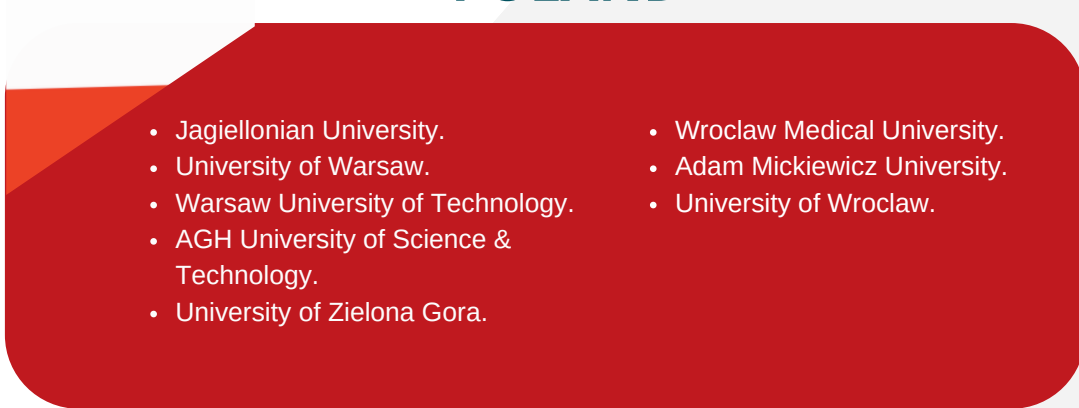 POLAND
Jagiellonian University.
University of Warsaw.
Warsaw University of Technology.
AGH University of Science &
Technology.
University of Zielona Gora.
Wroclaw Medical University.
Adam Mickiewicz University.
University of Wroclaw.